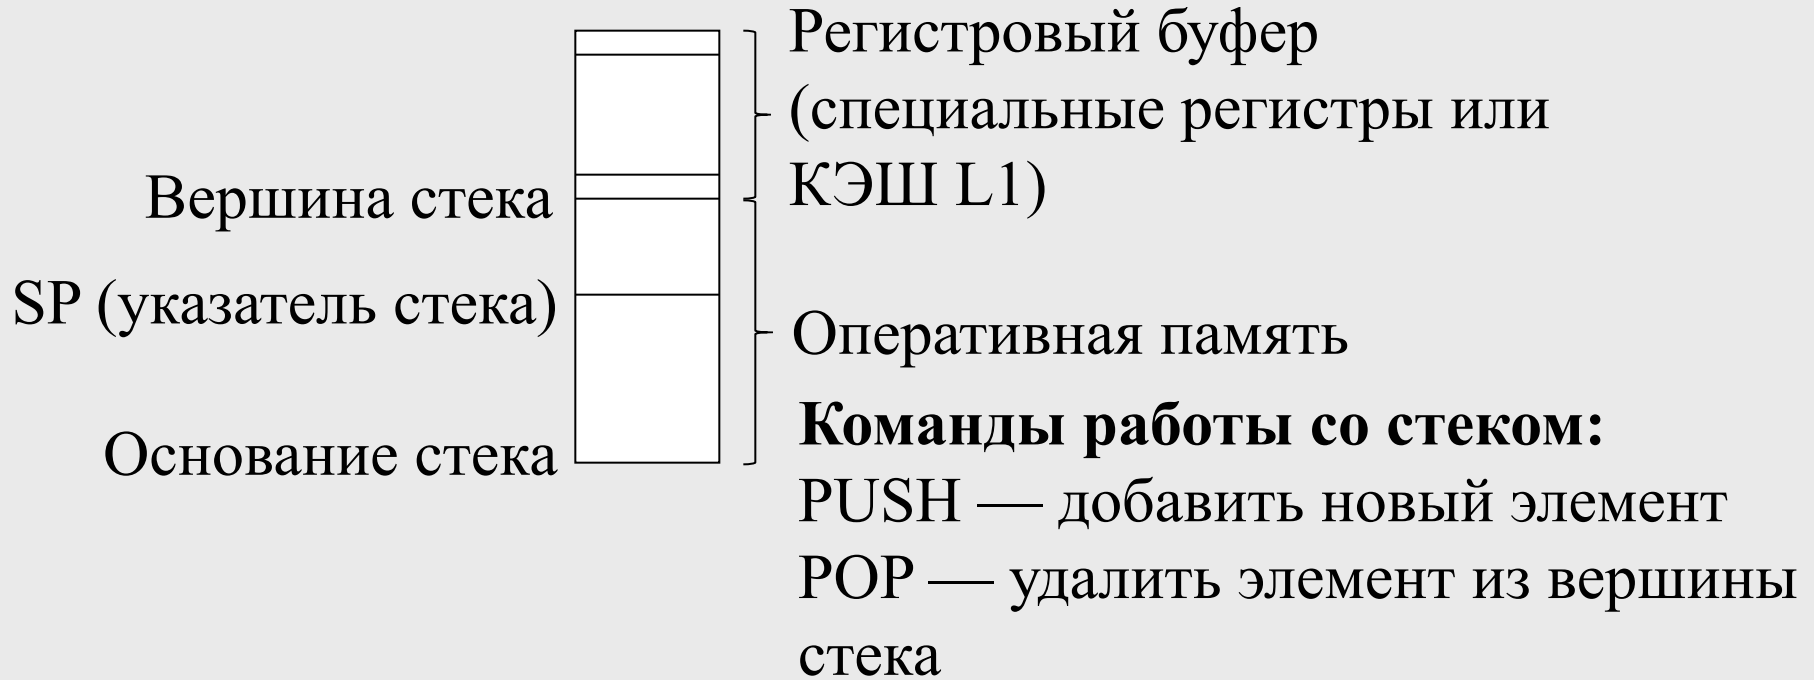 Регистровый буфер
(специальные регистры или
КЭШ L1)
Вершина стека
SP (указатель стека)
Оперативная память
Основание стека
Команды работы со стеком:
PUSH — добавить новый элемент
POP — удалить элемент из вершины
стека